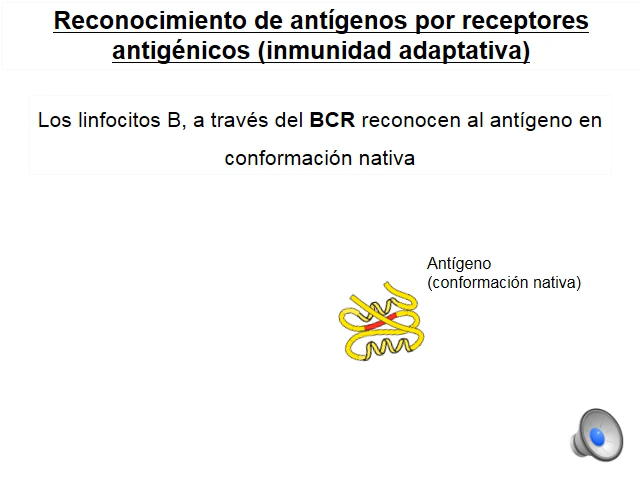 Reconocimiento de antígenos por receptores
antigénicos (inmunidad adaptativa)
Los linfocitos B, a través del BCR reconocen al antígeno en
conformación nativa
Antígeno
(conformación nativa)